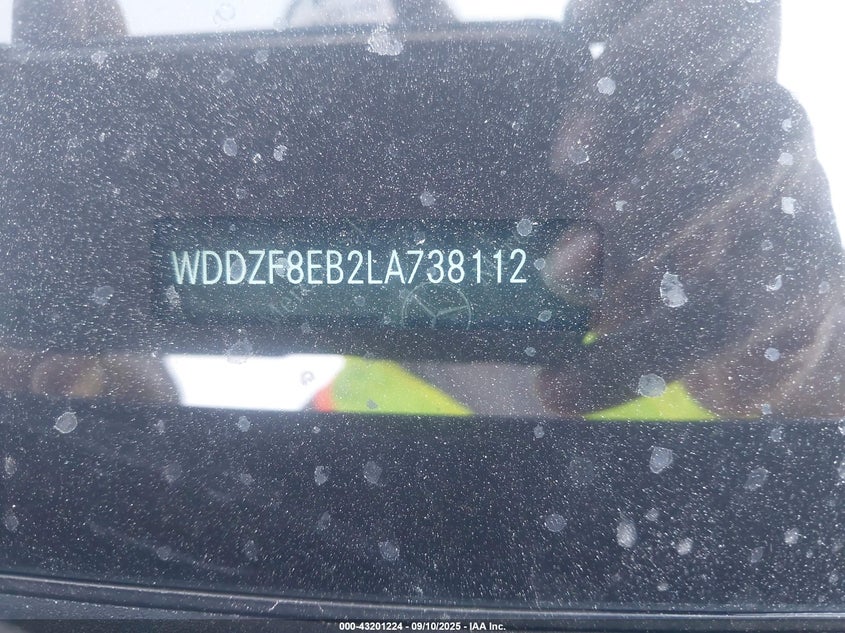 WDDZF8EB2LA738112
000-43201224 - 09/10/2025 - IAA Inc.